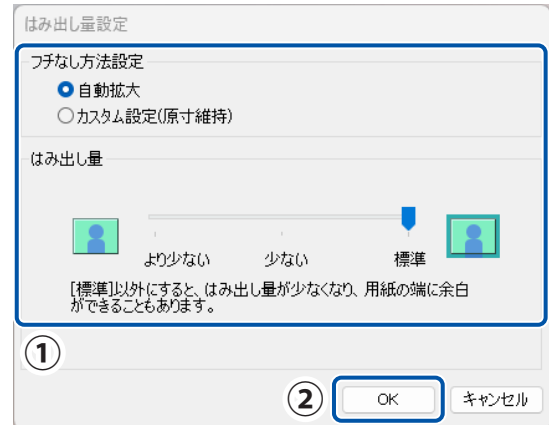 はみ出し量設定
フチなし方法設定
自動拡大
カスタム設定(原寸維持)
はみ出し量
より少ない 少ない 標準
[標準]以外にすると、はみ出し量が少なくなり、用紙の端に余白
ができることもあります。
①
② OK キャンセル